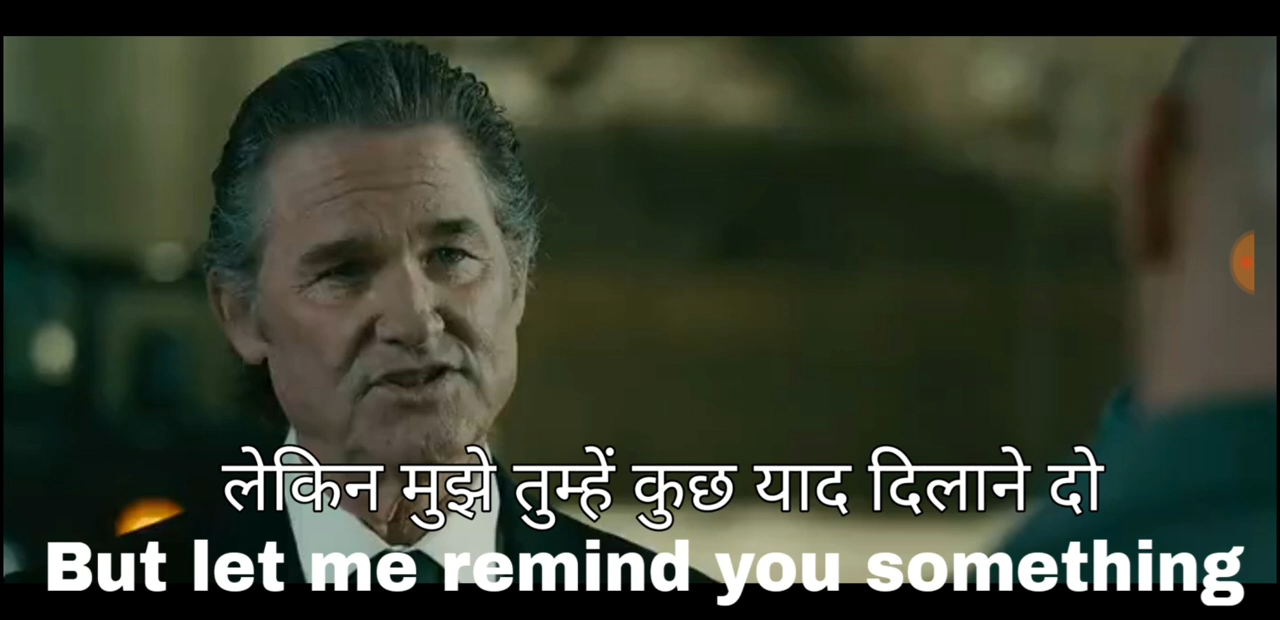 लेकिन मुझे तुम्हें कुछ याद दिलाने दो
But let me remind you something